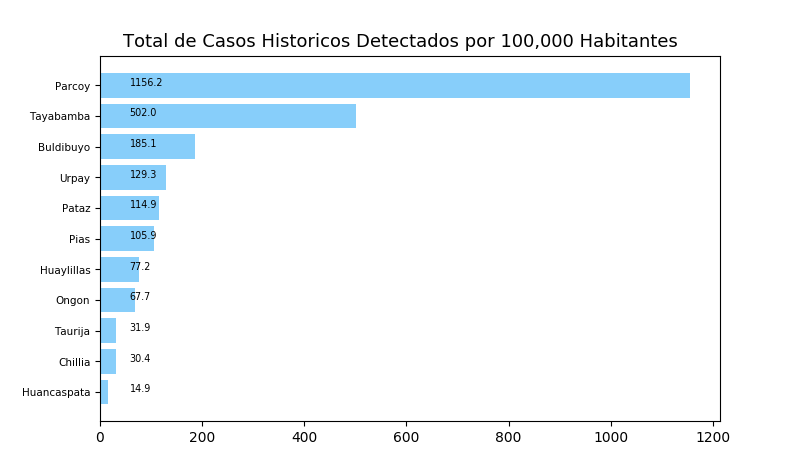 Total de Casos Historicos Detectados por 100,000 Habitantes
Parcoy 1156.2
Tayabamba 502.0
Buldibuyo 185.1
Urpay 129.3
Pataz 114.9
Pias 105.9
Huaylillas 77.2
Ongon 67.7
Taurija 31.9
Chillia 30.4
Huancaspata 14.9
0 200 400 600 800 1000 1200